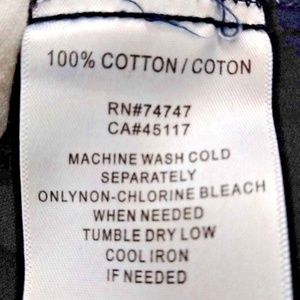 100% COTTON/COTON
RN#74747
CA#45117
MACHINE WASH COLD
SEPARATELY
ONLYNON-CHLORINE BLEACH
WHEN NEEDED
TUMBLE DRY LOW
COOL IRON
IF NEEDED